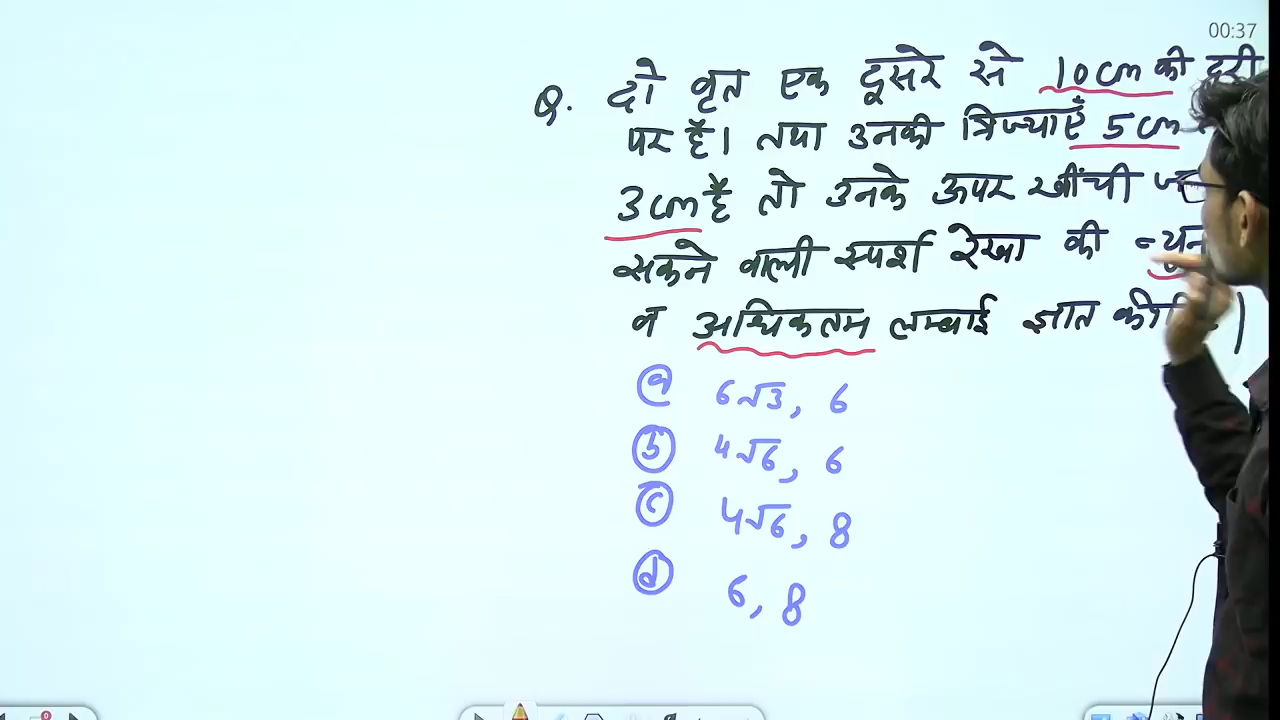 00:37
Q. दो वृत एक दूसरे से 10cm की दूरी
पर है। तथा उनकी त्रिज्याएँ 5cm
3cm है तो उनके ऊपर खींची
सकने वाली स्पर्श रेखा की
व अधिकतम लम्बाई ज्ञात
ⓐ 6√3, 6
ⓑ 4√6, 6
ⓒ 4√6, 8
ⓓ 6, 8